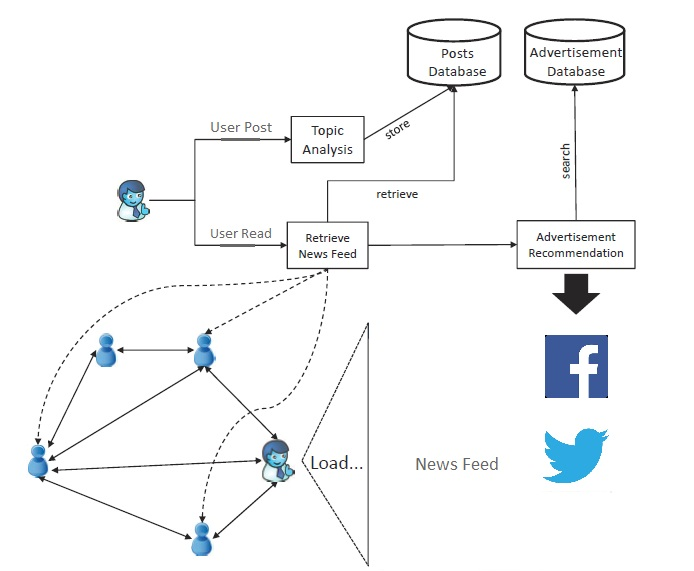 Posts
Database
Advertisement
Database
User Post
Topic
Analysis
store
search
retrieve
User Read
Retrieve
News Feed
Advertisement
Recommendation
Load...
News Feed